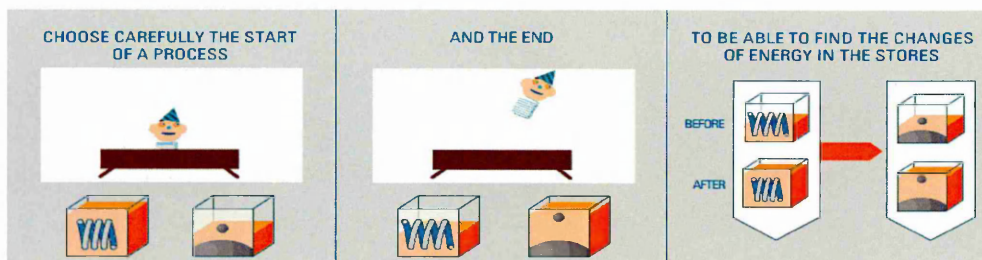 CHOOSE CAREFULLY THE START
OF A PROCESS
AND THE END
TO BE ABLE TO FIND THE CHANGES
OF ENERGY IN THE STORES
BEFORE
AFTER